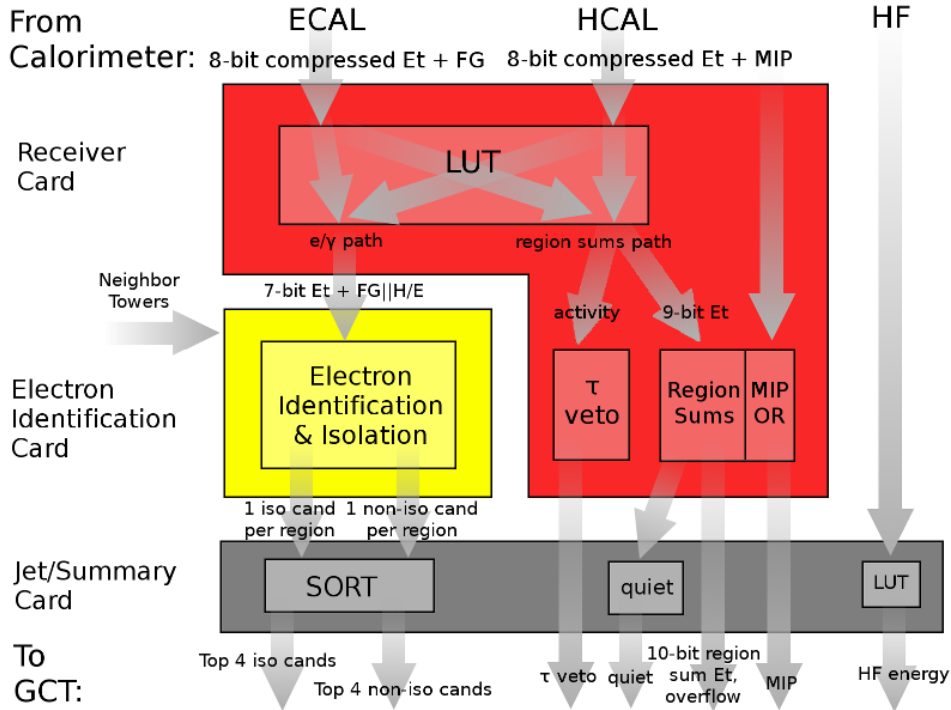 From
Calorimeter:
ECAL
HCAL
HF
8-bit compressed Et + FG
8-bit compressed Et + MIP
Receiver
Card
LUT
e/γ path
region sums path
Neighbor
Towers
7-bit Et + FG||H/E
activity
9-bit Et
Electron
Identification
Card
Electron
Identification
& Isolation
τ
veto
Region
Sums
MIP
OR
1 iso cand
per region
1 non-iso cand
per region
Jet/Summary
Card
SORT
quiet
LUT
To
GCT:
Top 4 iso cands
Top 4 non-iso cands
τ veto
quiet
10-bit region
sum Et,
overflow
MIP
HF energy